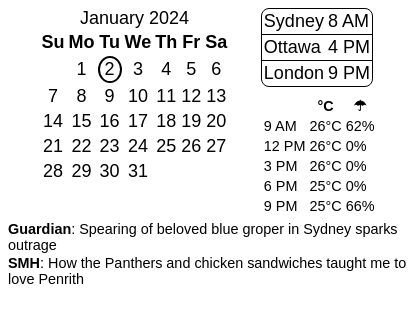 January 2024
Su Mo Tu We Th Fr Sa
1 2 3 4 5 6
7 8 9 10 11 12 13
14 15 16 17 18 19 20
21 22 23 24 25 26 27
28 29 30 31
Sydney 8 AM
Ottawa 4 PM
London 9 PM
°C ☂
9 AM 26°C 62%
12 PM 26°C 0%
3 PM 26°C 0%
6 PM 25°C 0%
9 PM 25°C 66%
Guardian: Spearing of beloved blue groper in Sydney sparks
outrage
SMH: How the Panthers and chicken sandwiches taught me to
love Penrith